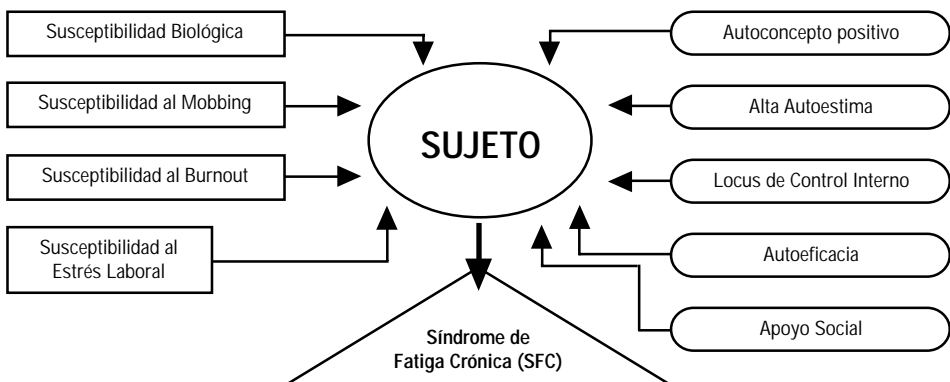 Susceptibilidad Biológica
Susceptibilidad al Mobbing
Susceptibilidad al Burnout
Susceptibilidad al
Estrés Laboral
SUJETO
Síndrome de
Fatiga Crónica (SFC)
Autoconcepto positivo
Alta Autoestima
Locus de Control Interno
Autoeficacia
Apoyo Social